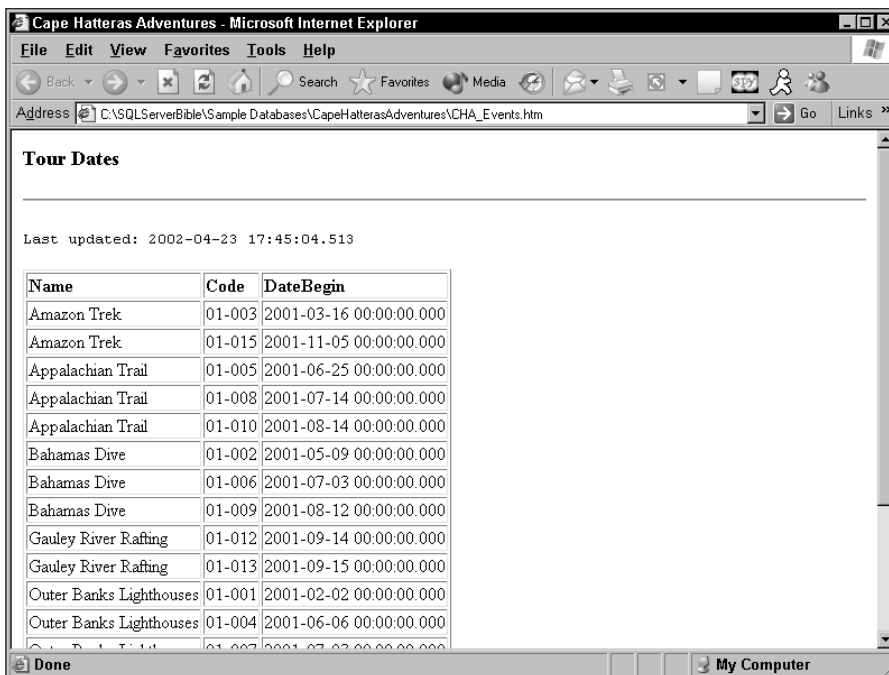 Cape Hatteras Adventures - Microsoft Internet Explorer
File Edit View Favorites Tools Help
Back Search Favorites Media SPY
Address C:\SQLServerBible\Sample Databases\CapeHatterasAdventures\CHA_Events.htm Go Links »
Tour Dates
Last updated: 2002-04-23 17:45:04.513
Name Code DateBegin
Amazon Trek 01-003 2001-03-16 00:00:00.000
Amazon Trek 01-015 2001-11-05 00:00:00.000
Appalachian Trail 01-005 2001-06-25 00:00:00.000
Appalachian Trail 01-008 2001-07-14 00:00:00.000
Appalachian Trail 01-010 2001-08-14 00:00:00.000
Bahamas Dive 01-002 2001-05-09 00:00:00.000
Bahamas Dive 01-006 2001-07-03 00:00:00.000
Bahamas Dive 01-009 2001-08-12 00:00:00.000
Gauley River Rafting 01-012 2001-09-14 00:00:00.000
Gauley River Rafting 01-013 2001-09-15 00:00:00.000
Outer Banks Lighthouses 01-001 2001-02-02 00:00:00.000
Outer Banks Lighthouses 01-004 2001-06-06 00:00:00.000
Done My Computer